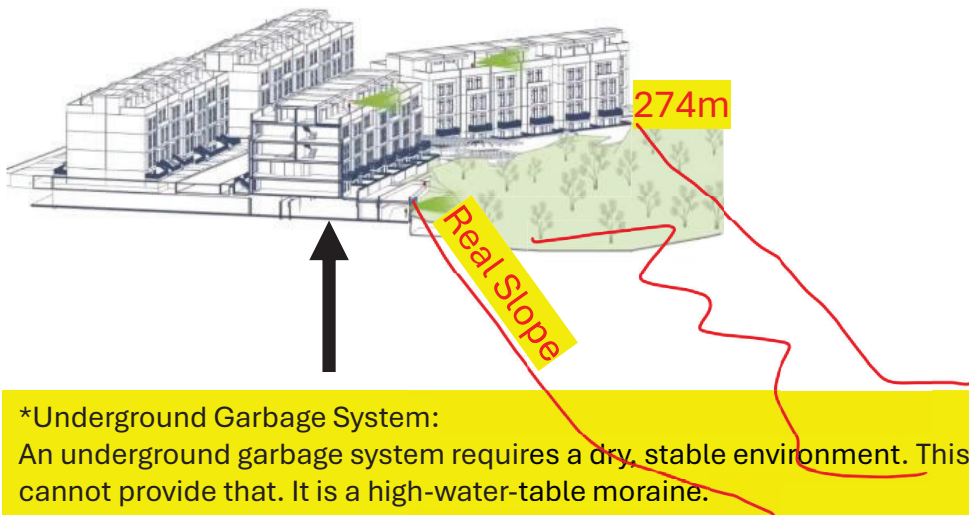 274m
Real Slope
*Underground Garbage System:
An underground garbage system requires a dry, stable environment. This
cannot provide that. It is a high-water-table moraine.